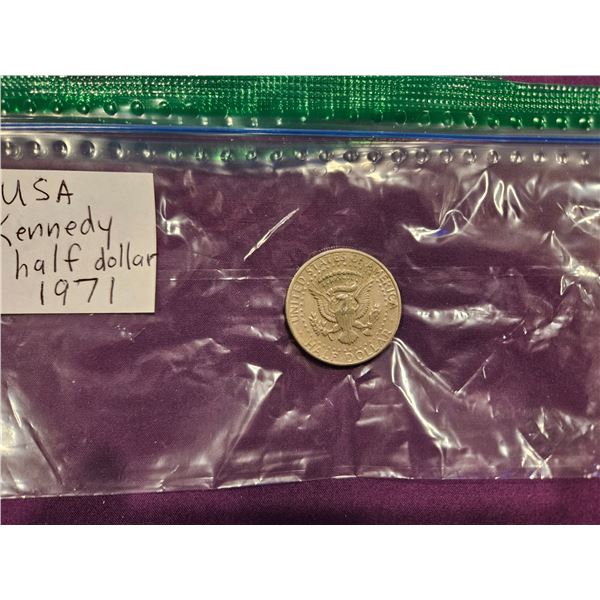 USA
Kennedy
half dollar
1971
UNITED STATES OF AMERICA
HALF DOLLAR